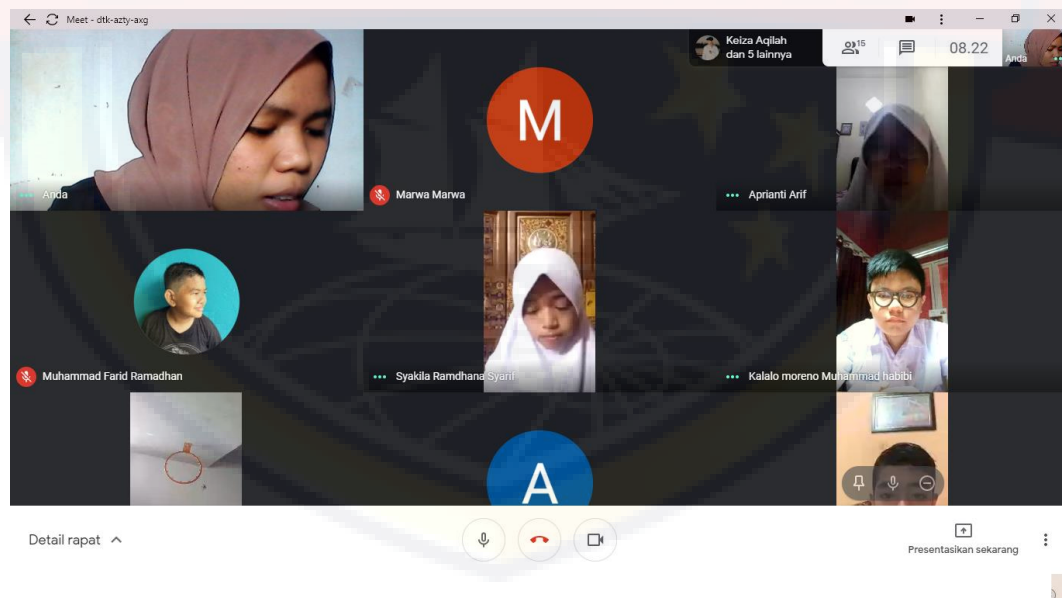 Meet - dtk-azty-axg
Keiza Aqilah
dan 5 lainnya
15
08.22
Anda
Anda
M
Marwa Marwa
Aprianti Arif
Muhammad Farid Ramadhan
Syakila Ramdhana Syarif
Kalalo moreno Muhammad habibi
A
Detail rapat
Presentasikan sekarang